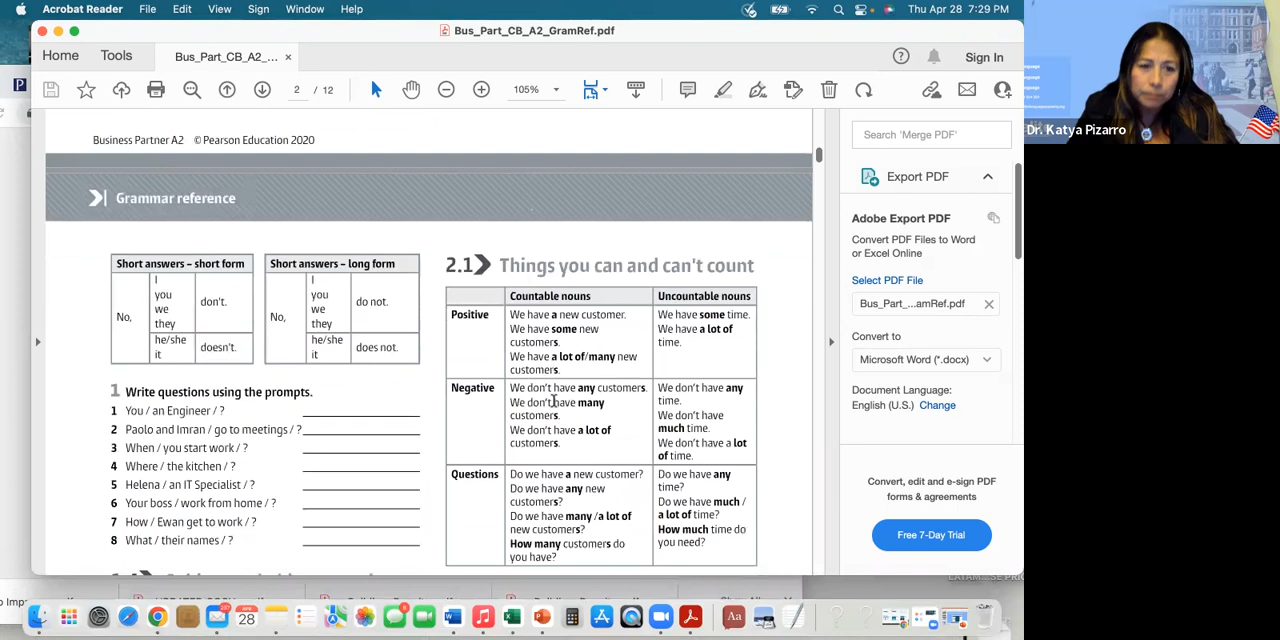 Acrobat Reader File Edit View Sign Window Help Thu Apr 28 7:29 PM
Bus_Part_CB_A2_GramRef.pdf
Home Tools Bus_Part_CB_A2_... × Sign In
2 / 12 105%
Business Partner A2 © Pearson Education 2020
Grammar reference
Short answers – short form
No,
I
you
we
they
don't.
he/she
it
doesn't.
Short answers – long form
No,
I
you
we
they
do not.
he/she
it
does not.
1 Write questions using the prompts.
1 You / an Engineer / ?
2 Paolo and Imran / go to meetings / ?
3 When / you start work / ?
4 Where / the kitchen / ?
5 Helena / an IT Specialist / ?
6 Your boss / work from home / ?
7 How / Ewan get to work / ?
8 What / their names / ?
2.1 Things you can and can't count
Countable nouns Uncountable nouns
Positive
We have a new customer.
We have some new
customers.
We have a lot of/many new
customers.
We have some time.
We have a lot of
time.
Negative
We don't have any customers.
We don't have many
customers.
We don't have a lot of
customers.
We don't have any
time.
We don't have
much time.
We don't have a lot
of time.
Questions
Do we have a new customer?
Do we have any new
customers?
Do we have many /a lot of
new customers?
How many customers do
you have?
Do we have any
time?
Do we have much /
a lot of time?
How much time do
you need?
Search 'Merge PDF'
Export PDF
Adobe Export PDF
Convert PDF Files to Word
or Excel Online
Select PDF File
Bus_Part_...amRef.pdf
Convert to
Microsoft Word (*.docx)
Document Language:
English (U.S.) Change
Convert, edit and e-sign PDF
forms & agreements
Free 7-Day Trial
Dr. Katya Pizarro